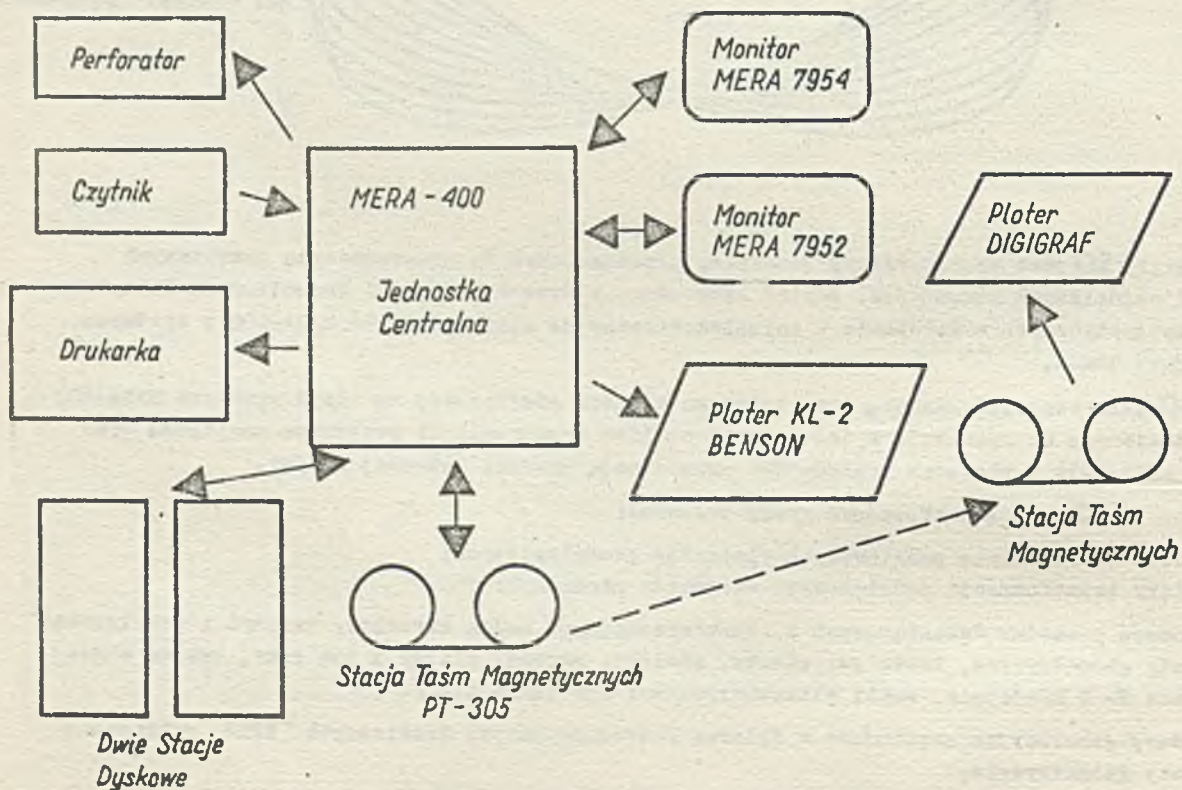 Perforator
Czytnik
Drukarka
MERA - 400
Jednostka
Centralna
Monitor
MERA 7954
Monitor
MERA 7952
Ploter
DIGIGRAF
Ploter KL-2
BENSON
Stacja Taśm
Magnetycznych
Stacja Taśm Magnetycznych
PT-305
Dwie Stacje
Dyskowe